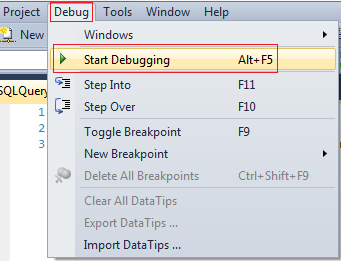 Project Debug Tools Window Help
New
Windows
Start Debugging Alt+F5
SQLQuery
Step Into F11
1
Step Over F10
2
Toggle Breakpoint F9
3
New Breakpoint
Delete All Breakpoints Ctrl+Shift+F9
Clear All DataTips
Export DataTips ...
Import DataTips ...